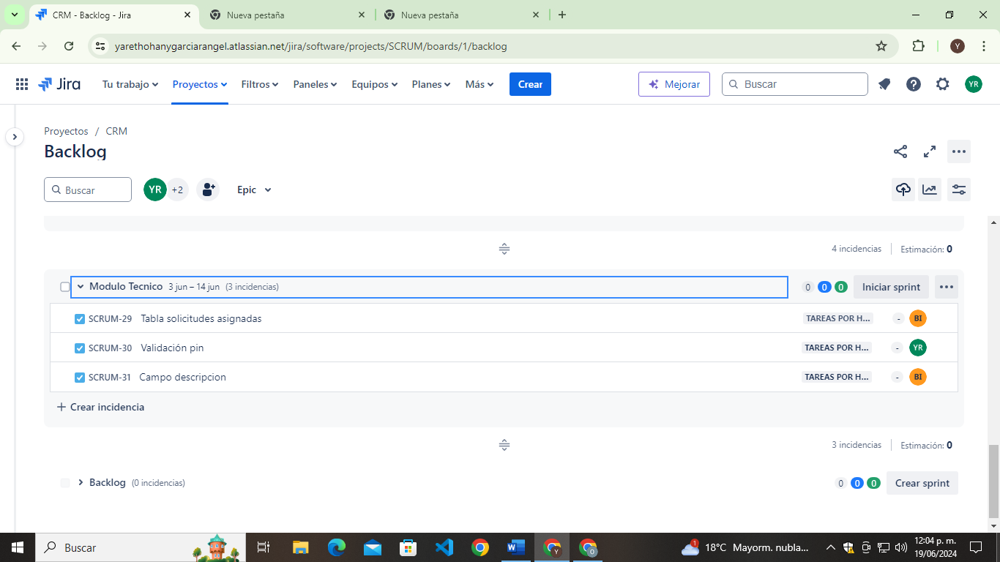 CRM - Backlog - Jira
Nueva pestaña
Nueva pestaña
yarethohanygarciarangel.atlassian.net/jira/software/projects/SCRUM/boards/1/backlog
Y
Jira
Tu trabajo
Proyectos
Filtros
Paneles
Equipos
Planes
Más
Crear
Mejorar
Buscar
YR
Proyectos / CRM
Backlog
Buscar
YR
+2
Epic
4 incidencias
Estimación: 0
Modulo Tecnico 3 jun – 14 jun (3 incidencias)
0 0 0
Iniciar sprint
SCRUM-29 Tabla solicitudes asignadas
TAREAS POR H...
-
BI
SCRUM-30 Validación pin
TAREAS POR H...
-
YR
SCRUM-31 Campo descripcion
TAREAS POR H...
-
BI
+ Crear incidencia
3 incidencias
Estimación: 0
Backlog (0 incidencias)
0 0 0
Crear sprint
Buscar
18°C Mayorm. nubla...
12:04 p. m.
19/06/2024